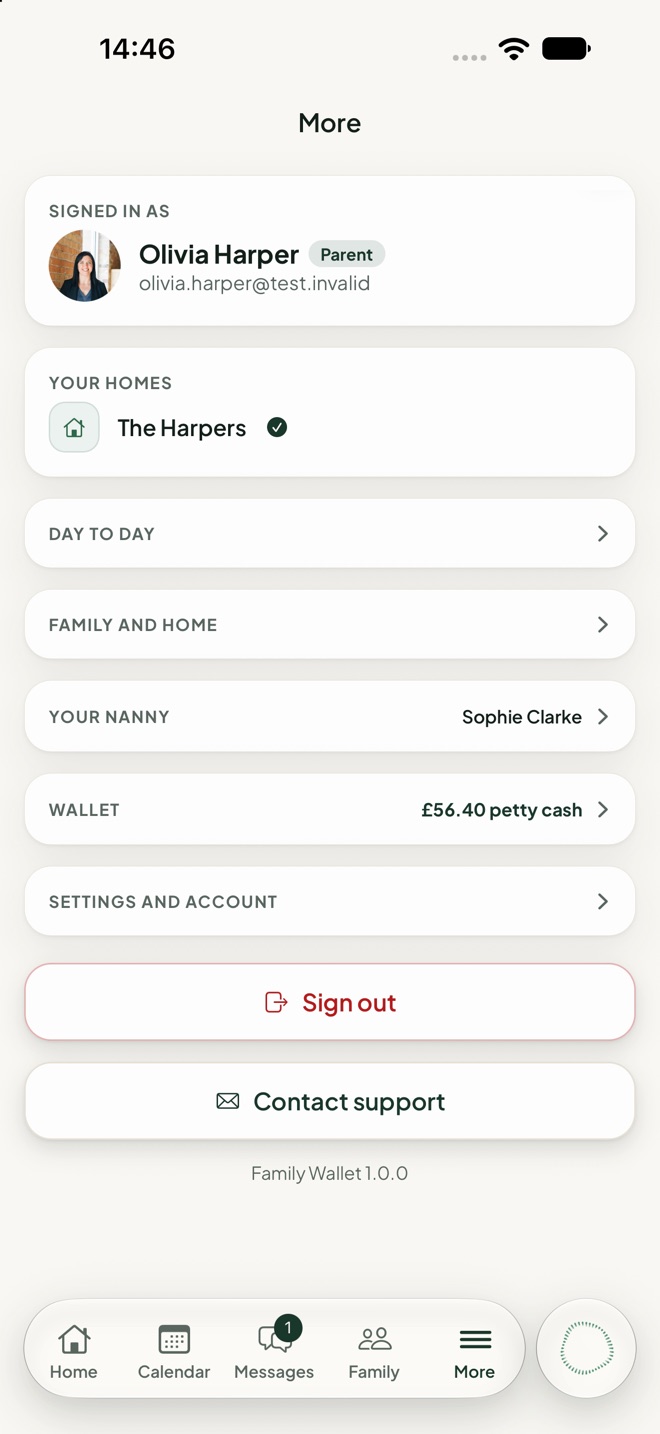 14:46
More
SIGNED IN AS
Olivia Harper Parent
olivia.harper@test.invalid
YOUR HOMES
The Harpers
DAY TO DAY
FAMILY AND HOME
YOUR NANNY Sophie Clarke
WALLET £56.40 petty cash
SETTINGS AND ACCOUNT
Sign out
Contact support
Family Wallet 1.0.0
1
Home Calendar Messages Family More